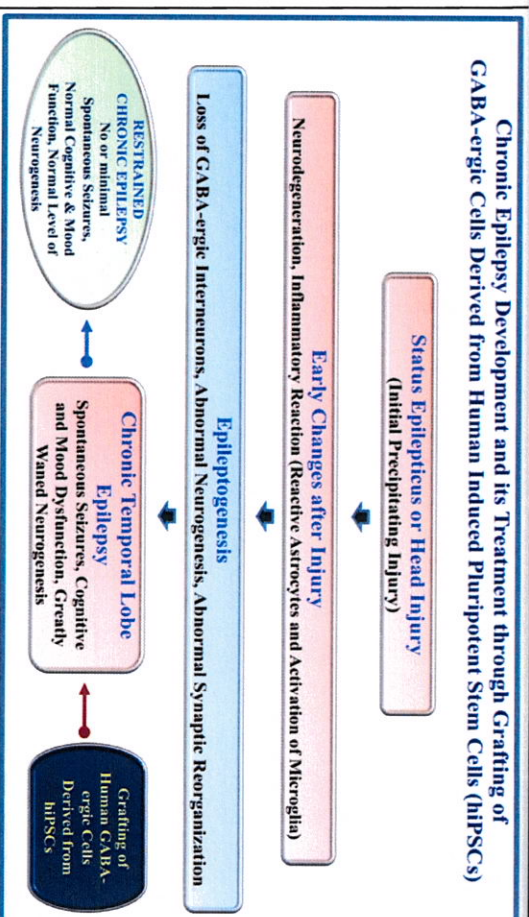 Chronic Epilepsy Development and its Treatment through Grafting of
GABA-ergic Cells Derived from Human Induced Pluripotent Stem Cells (hiPSCs)
Status Epilepticus or Head Injury
(Initial Precipitating Injury)
Early Changes after Injury
Neurodegeneration, Inflammatory Reaction (Reactive Astrocytes and Activation of Microglia)
Epileptogenesis
Loss of GABA-ergic Interneurons, Abnormal Neurogenesis, Abnormal Synaptic Reorganization
RESTRAINED
CHRONIC EPILEPSY
No or minimal
Spontaneous Seizures,
Normal Cognitive & Mood
Function, Normal Level of
Neurogenesis
Chronic Temporal Lobe
Epilepsy
Spontaneous Seizures, Cognitive
and Mood Dysfunction, Greatly
Waned Neurogenesis
Grafting of
Human GABA-
ergic Cells
Derived from
hiPSCs